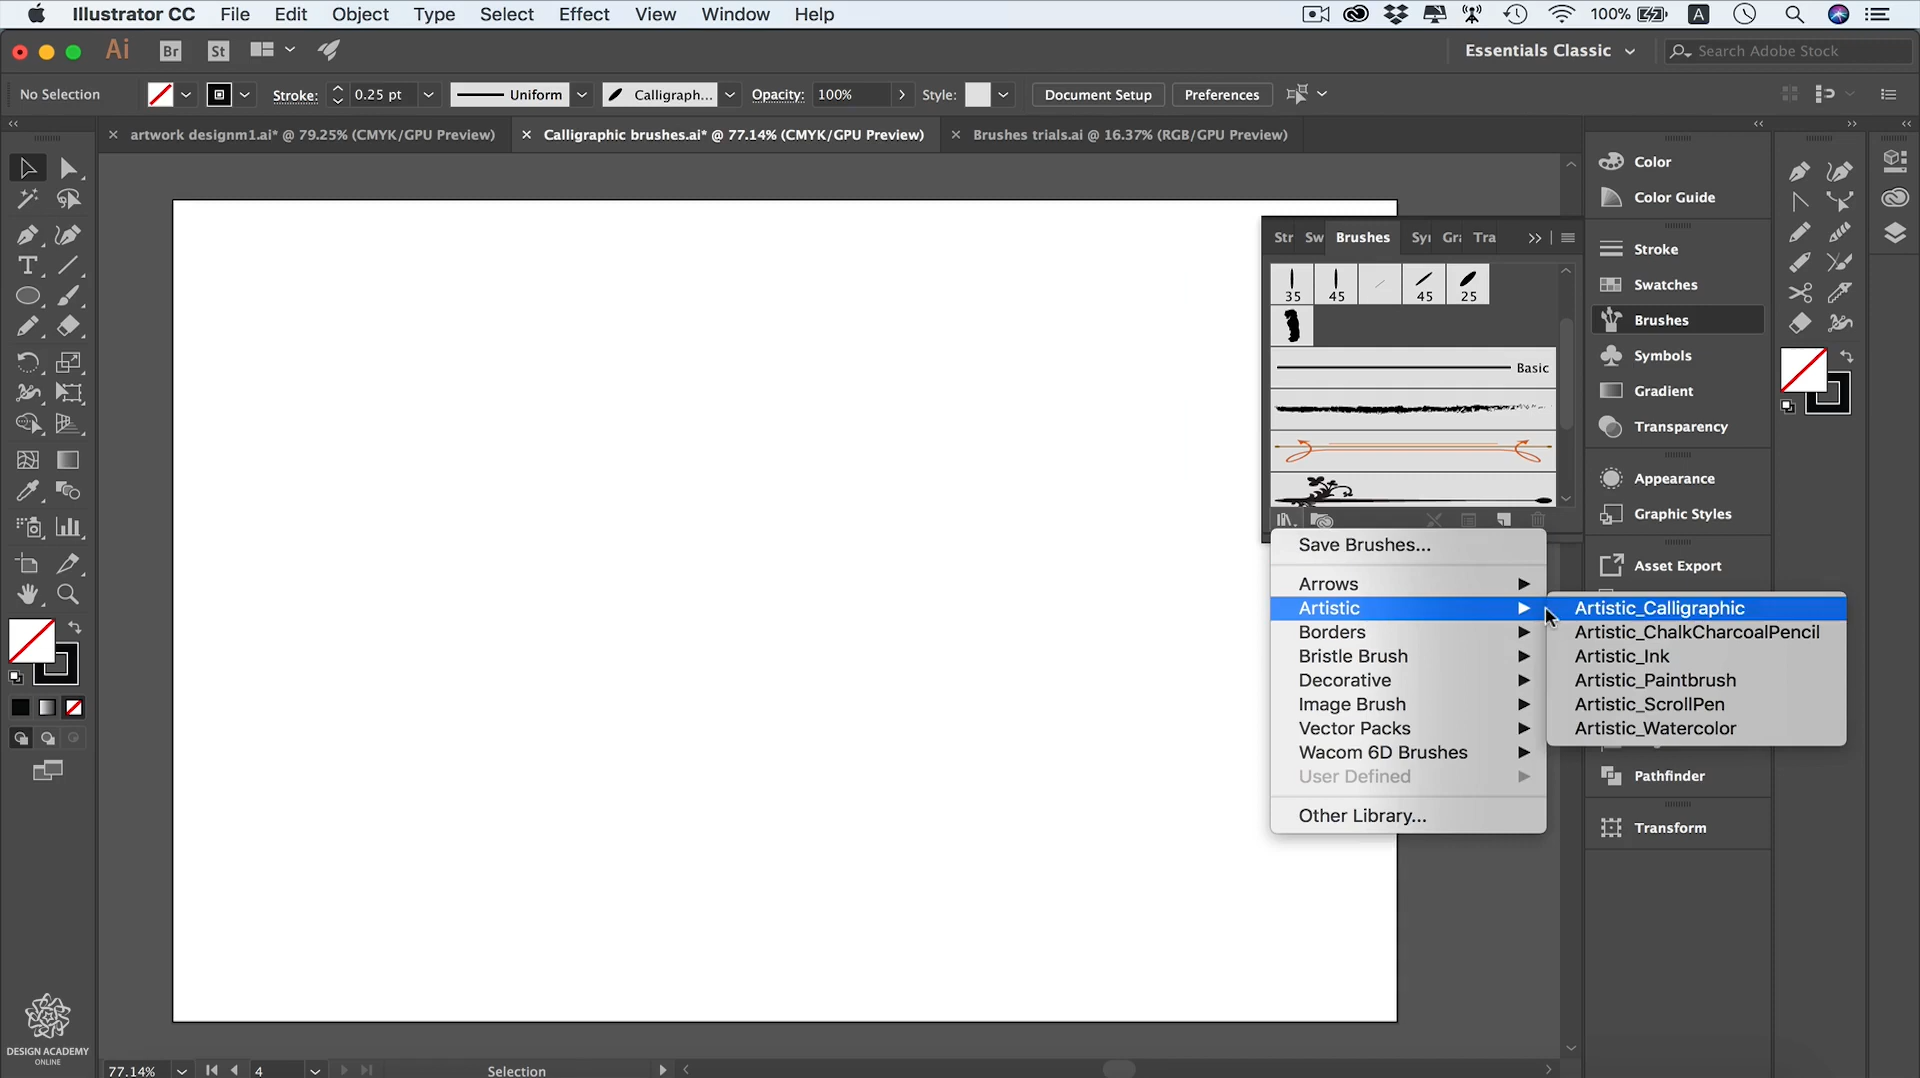 Illustrator CC File Edit Object Type Select Effect View Window Help 100% A
Ai Br St Essentials Classic Search Adobe Stock
No Selection Stroke: 0.25 pt Uniform Calligraph... Opacity: 100% Style: Document Setup Preferences
artwork designm1.ai* @ 79.25% (CMYK/GPU Preview) Calligraphic brushes.ai* @ 77.14% (CMYK/GPU Preview) Brushes trials.ai @ 16.37% (RGB/GPU Preview)
Color
Color Guide
Stroke
Swatches
Brushes
Symbols
Gradient
Transparency
Appearance
Graphic Styles
Asset Export
Pathfinder
Transform
Str Sw Brushes Syı Gra Tra
35 45 45 25
Basic
Save Brushes...
Arrows
Artistic
Borders
Bristle Brush
Decorative
Image Brush
Vector Packs
Wacom 6D Brushes
User Defined
Other Library...
Artistic_Calligraphic
Artistic_ChalkCharcoalPencil
Artistic_Ink
Artistic_Paintbrush
Artistic_ScrollPen
Artistic_Watercolor
DESIGN ACADEMY
ONLINE
77.14% 4 Selection